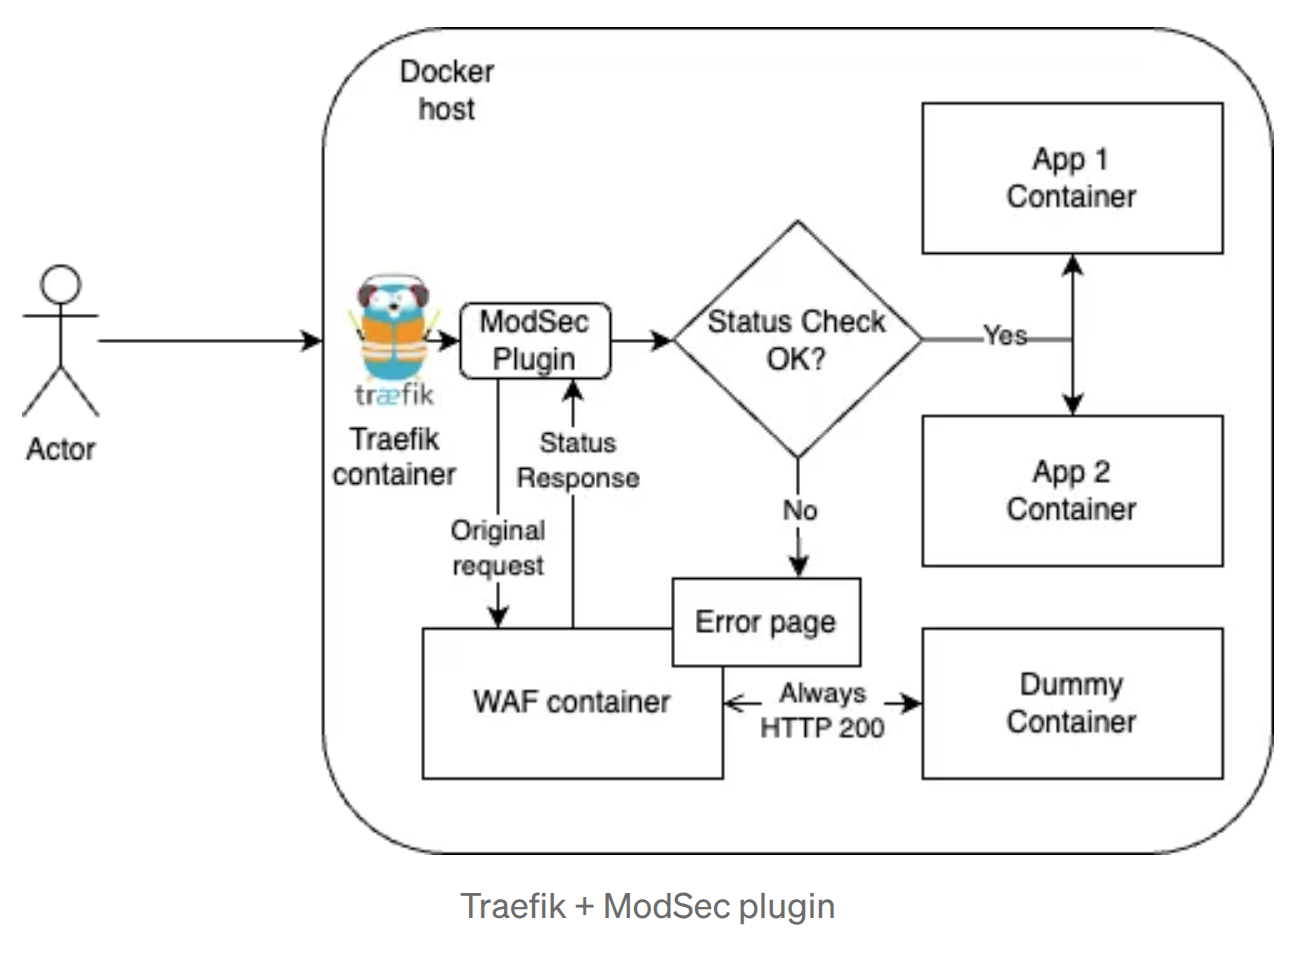 Docker
host
App 1
Container
ModSec
Plugin
Status Check
OK?
Yes
træfik
Traefik
container
Actor
Status
Response
App 2
Container
Original
request
No
Error page
WAF container
Always
HTTP 200
Dummy
Container
Traefik + ModSec plugin